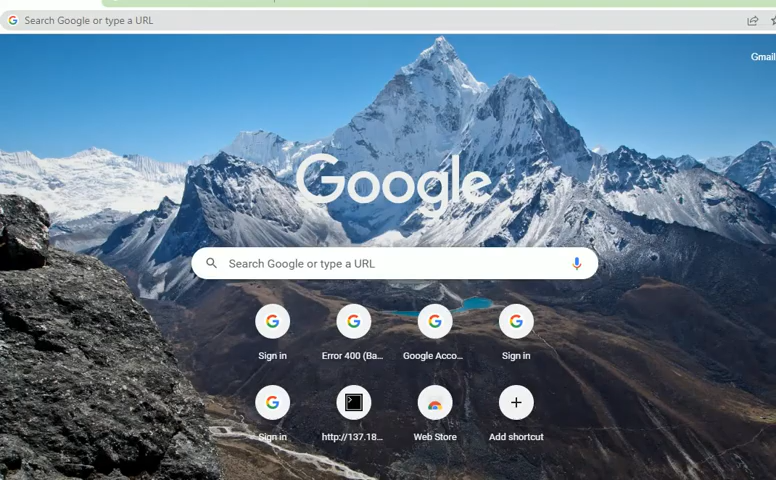 Search Google or type a URL
Gmail
Google
Search Google or type a URL
Sign in
Error 400 (Ba...
Google Acco...
Sign in
Sign in
http://137.18...
Web Store
Add shortcut